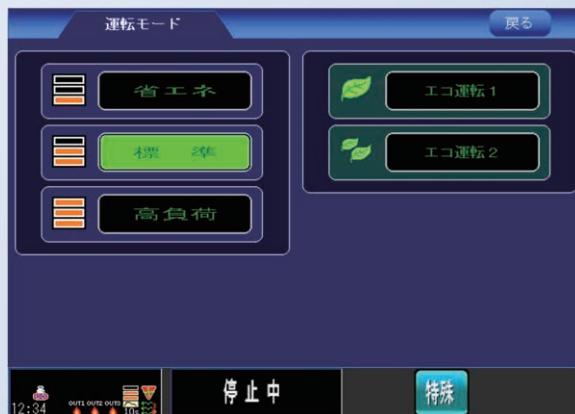 運転モード
戻る
省エネ
標 準
高負荷
エコ運転1
エコ運転2
12:34
OUT1 OUT2 OUT3
10s
停止中
特殊